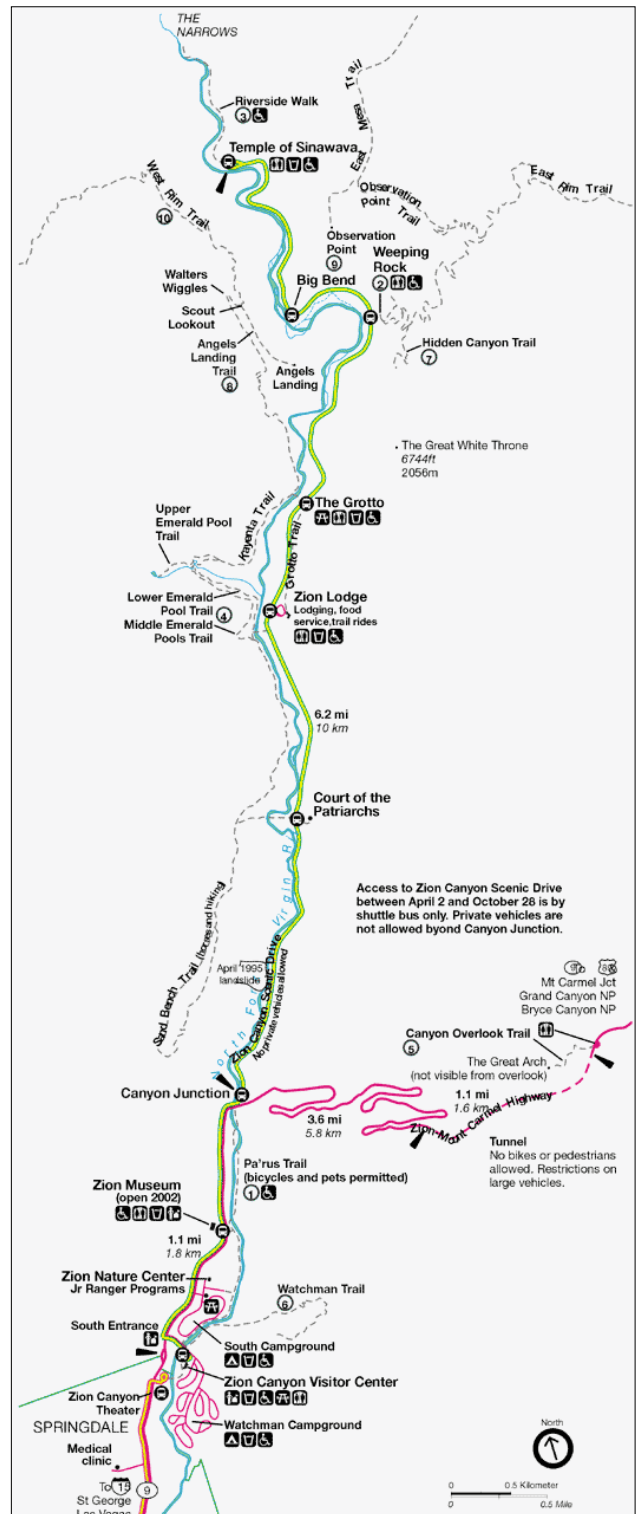 THE
NARROWS
Riverside Walk
3
Temple of Sinawava
East Mesa Trail
West Rim Trail
10
East Rim Trail
Observation
Point Trail
Observation
Point
9
Weeping
Rock
2
Big Bend
Walters
Wiggles
Scout
Lookout
Angels
Landing
Trail
8
Angels
Landing
Hidden Canyon Trail
7
The Great White Throne
6744ft
2056m
The Grotto
Kayenta Trail
Grotto Trail
Upper
Emerald Pool
Trail
Lower Emerald
Pool Trail
4
Middle Emerald
Pools Trail
Zion Lodge
Lodging, food
service,trail rides
6.2 mi
10 km
Court of the
Patriarchs
Virgin
North Fo
Access to Zion Canyon Scenic Drive
between April 2 and October 28 is by
shuttle bus only. Private vehicles are
not allowed byond Canyon Junction.
Sand Bench Trail (horses and hiking)
April 1995
landslide
Zion Canyon Scenic Drive
No private vehicles allowed
9
Mt Carmel Jct
Grand Canyon NP
Bryce Canyon NP
Canyon Overlook Trail
5
The Great Arch
(not visible from overlook)
1.1 mi
1.6 km
Zion-Mount Carmel Highway
Canyon Junction
3.6 mi
5.8 km
Tunnel
No bikes or pedestrians
allowed. Restrictions on
large vehicles.
Pa'rus Trail
(bicycles and pets permitted)
1
Zion Museum
(open 2002)
1.1 mi
1.8 km
Zion Nature Center
Jr Ranger Programs
Watchman Trail
6
South Entrance
South Campground
Zion Canyon Visitor Center
Zion Canyon
Theater
SPRINGDALE
Watchman Campground
Medical
clinic
To 15
9
St George
Las Vegas
North
0 0.5 Kilometer
0 0.5 Mile